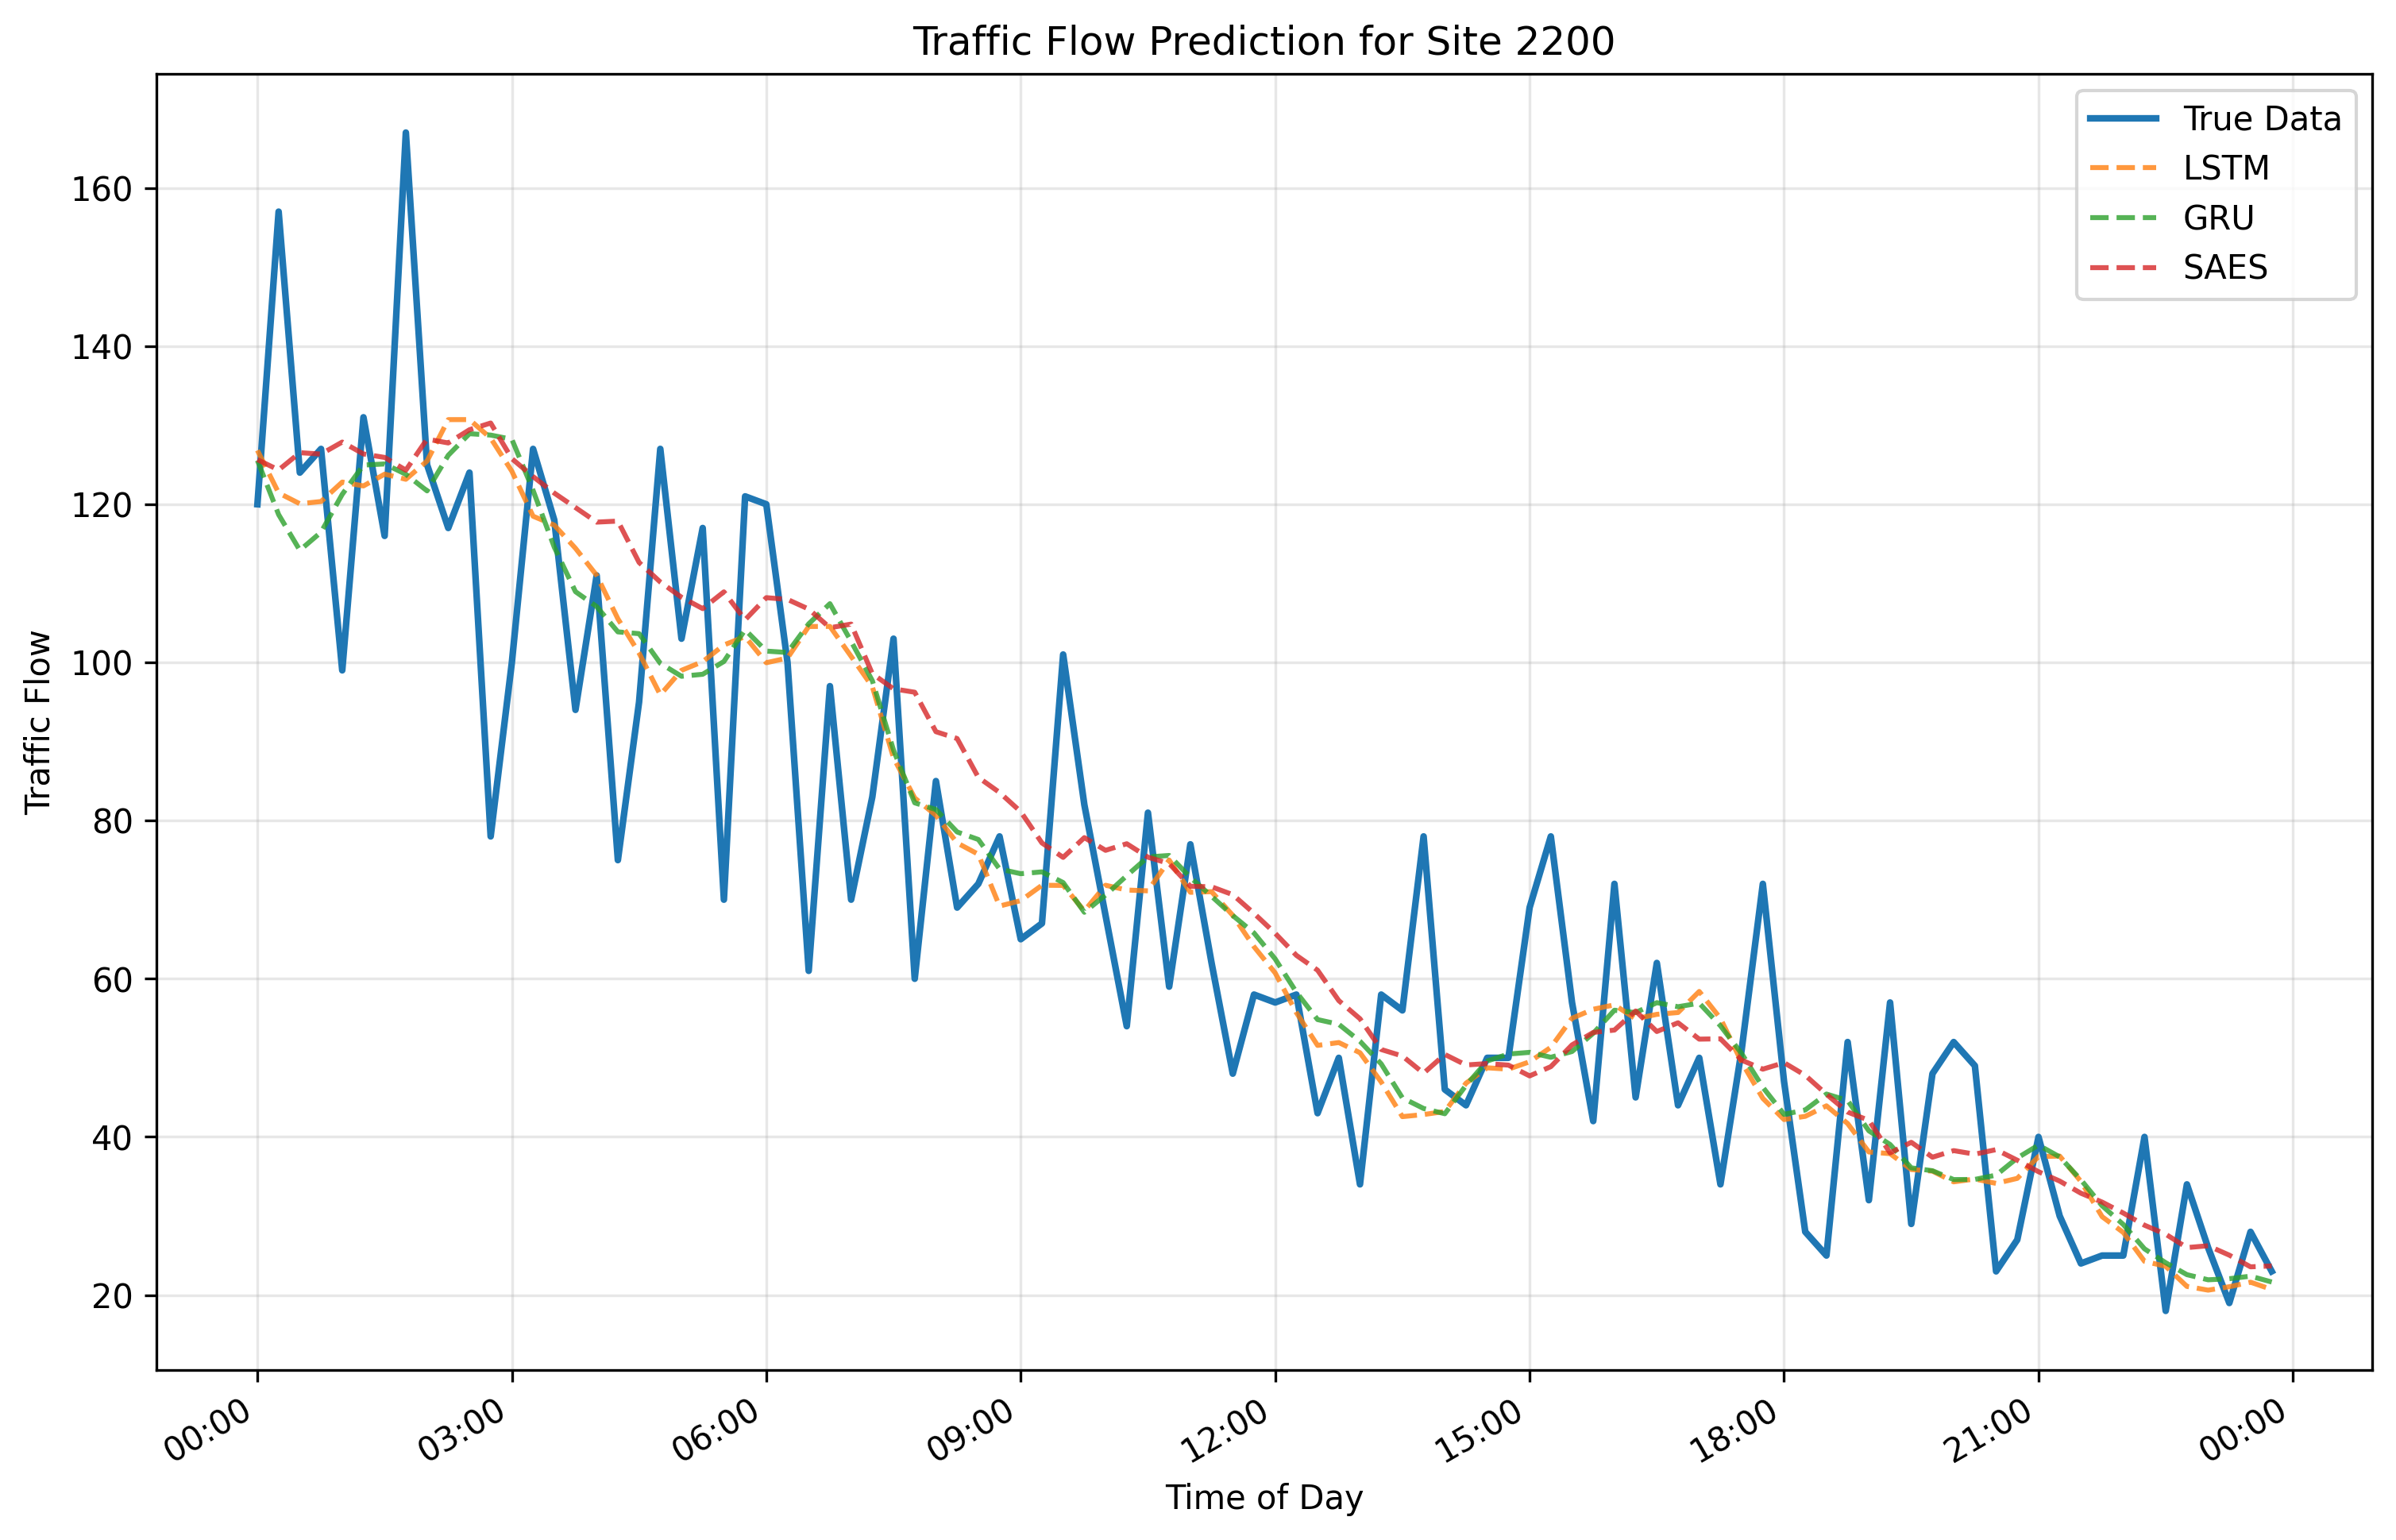 Traffic Flow Prediction for Site 2200
True Data
LSTM
GRU
SAES
Traffic Flow
160
140
120
100
80
60
40
20
00:00
03:00
06:00
09:00
12:00
15:00
18:00
21:00
00:00
Time of Day